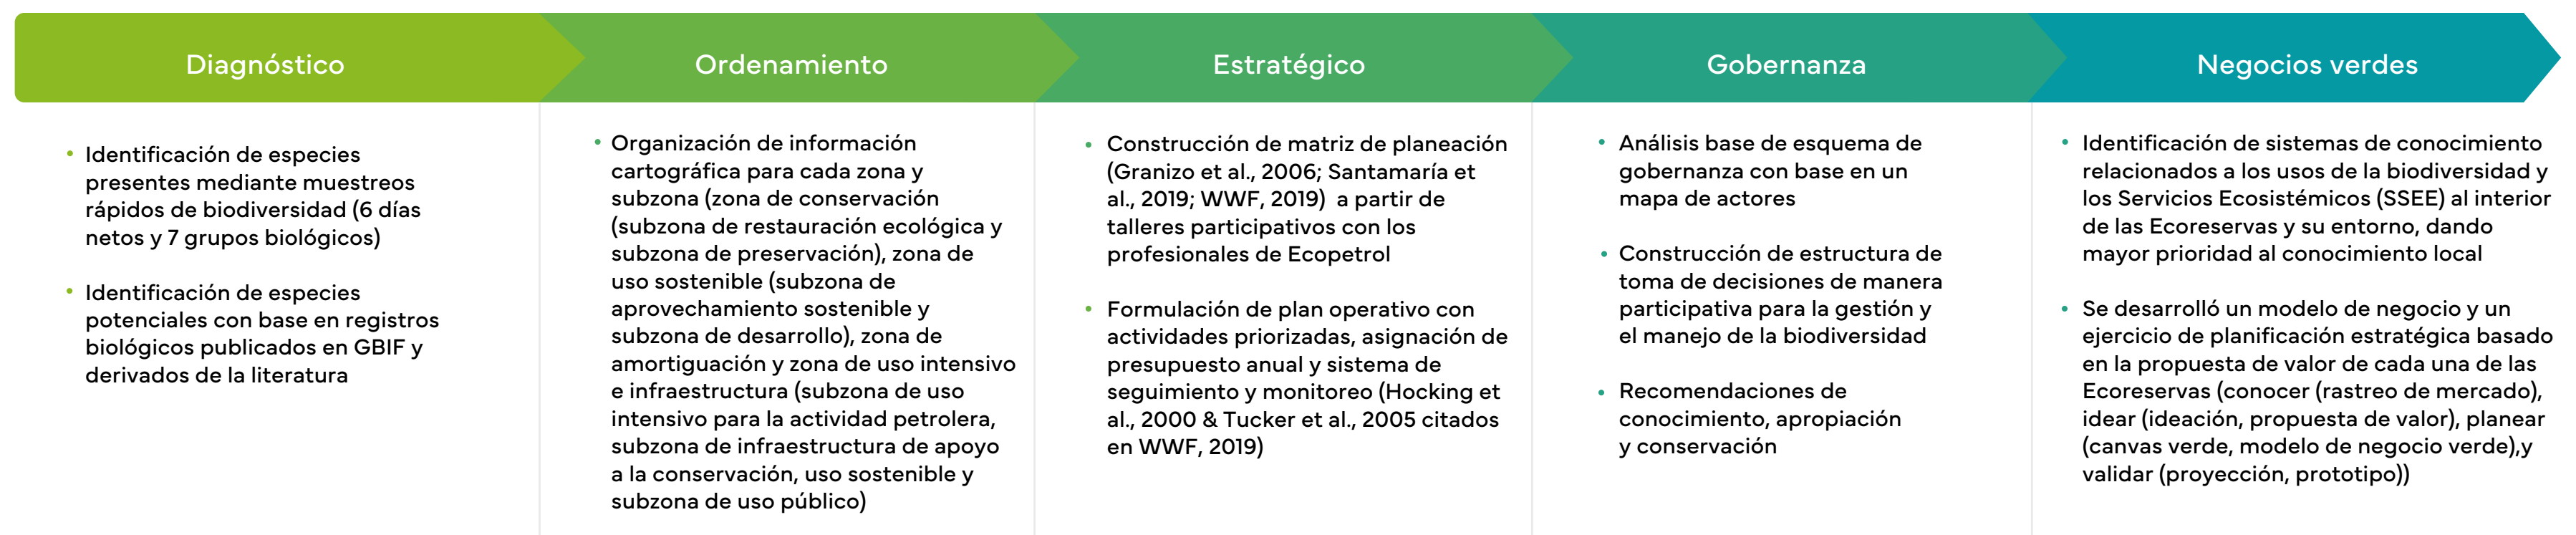 Diagnóstico
Ordenamiento
Estratégico
Gobernanza
Negocios verdes
• Identificación de especies
presentes mediante muestreos
rápidos de biodiversidad (6 días
netos y 7 grupos biológicos)
• Identificación de especies
potenciales con base en registros
biológicos publicados en GBIF y
derivados de la literatura
• Organización de información
cartográfica para cada zona y
subzona (zona de conservación
(subzona de restauración ecológica y
subzona de preservación), zona de
uso sostenible (subzona de
aprovechamiento sostenible y
subzona de desarrollo), zona de
amortiguación y zona de uso intensivo
e infraestructura (subzona de uso
intensivo para la actividad petrolera,
subzona de infraestructura de apoyo
a la conservación, uso sostenible y
subzona de uso público)
• Construcción de matriz de planeación
(Granizo et al., 2006; Santamaría et
al., 2019; WWF, 2019)  a partir de
talleres participativos con los
profesionales de Ecopetrol
• Formulación de plan operativo con
actividades priorizadas, asignación de
presupuesto anual y sistema de
seguimiento y monitoreo (Hocking et
al., 2000 & Tucker et al., 2005 citados
en WWF, 2019)
• Análisis base de esquema de
gobernanza con base en un
mapa de actores
• Construcción de estructura de
toma de decisiones de manera
participativa para la gestión y
el manejo de la biodiversidad
• Recomendaciones de
conocimiento, apropiación
y conservación
• Identificación de sistemas de conocimiento
relacionados a los usos de la biodiversidad y
los Servicios Ecosistémicos (SSEE) al interior
de las Ecoreservas y su entorno, dando
mayor prioridad al conocimiento local
• Se desarrolló un modelo de negocio y un
ejercicio de planificación estratégica basado
en la propuesta de valor de cada una de las
Ecoreservas (conocer (rastreo de mercado),
idear (ideación, propuesta de valor), planear
(canvas verde, modelo de negocio verde),y
validar (proyección, prototipo))